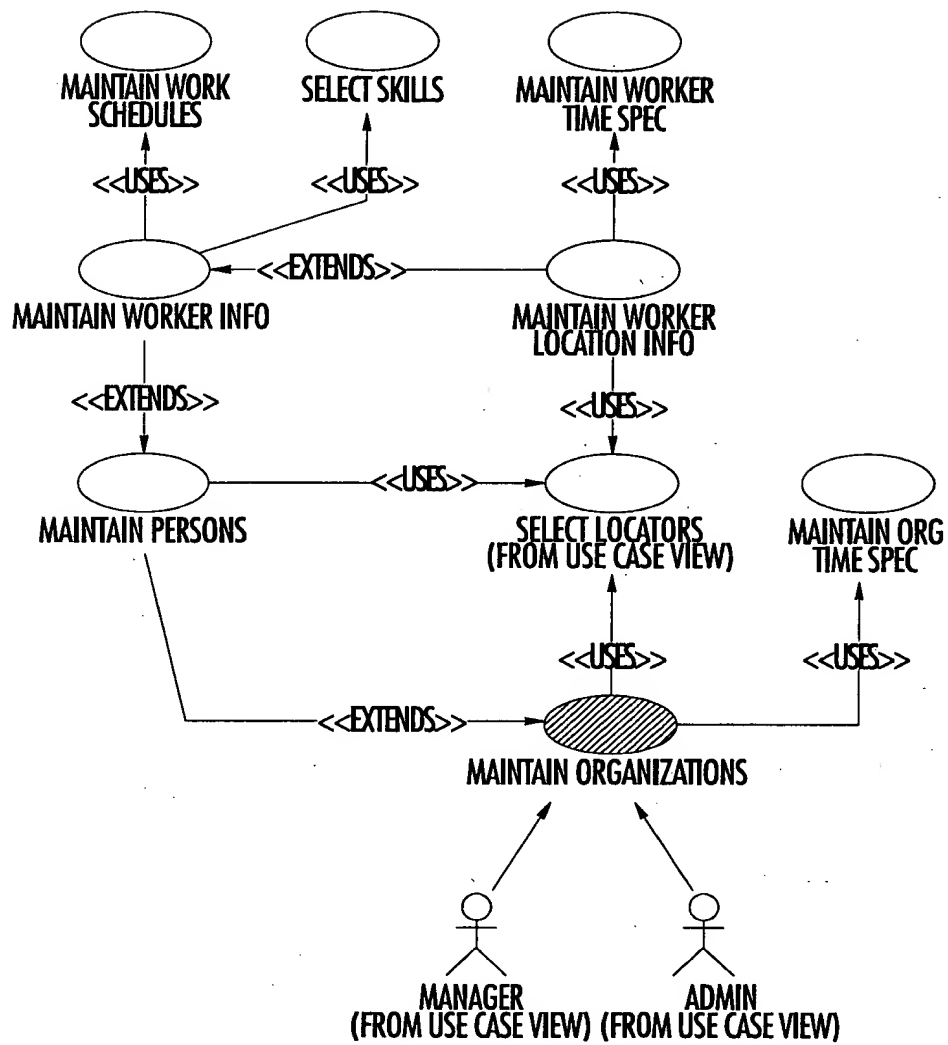 MAINTAIN WORK
SCHEDULES
SELECT SKILLS
MAINTAIN WORKER
TIME SPEC
<<USES>>
<<USES>>
<<USES>>
<<EXTENDS>>
MAINTAIN WORKER INFO
MAINTAIN WORKER
LOCATION INFO
<<EXTENDS>>
<<USES>>
<<USES>>
MAINTAIN PERSONS
SELECT LOCATORS
(FROM USE CASE VIEW)
MAINTAIN ORG
TIME SPEC
<<USES>>
<<USES>>
<<EXTENDS>>
MAINTAIN ORGANIZATIONS
MANAGER
(FROM USE CASE VIEW)
ADMIN
(FROM USE CASE VIEW)